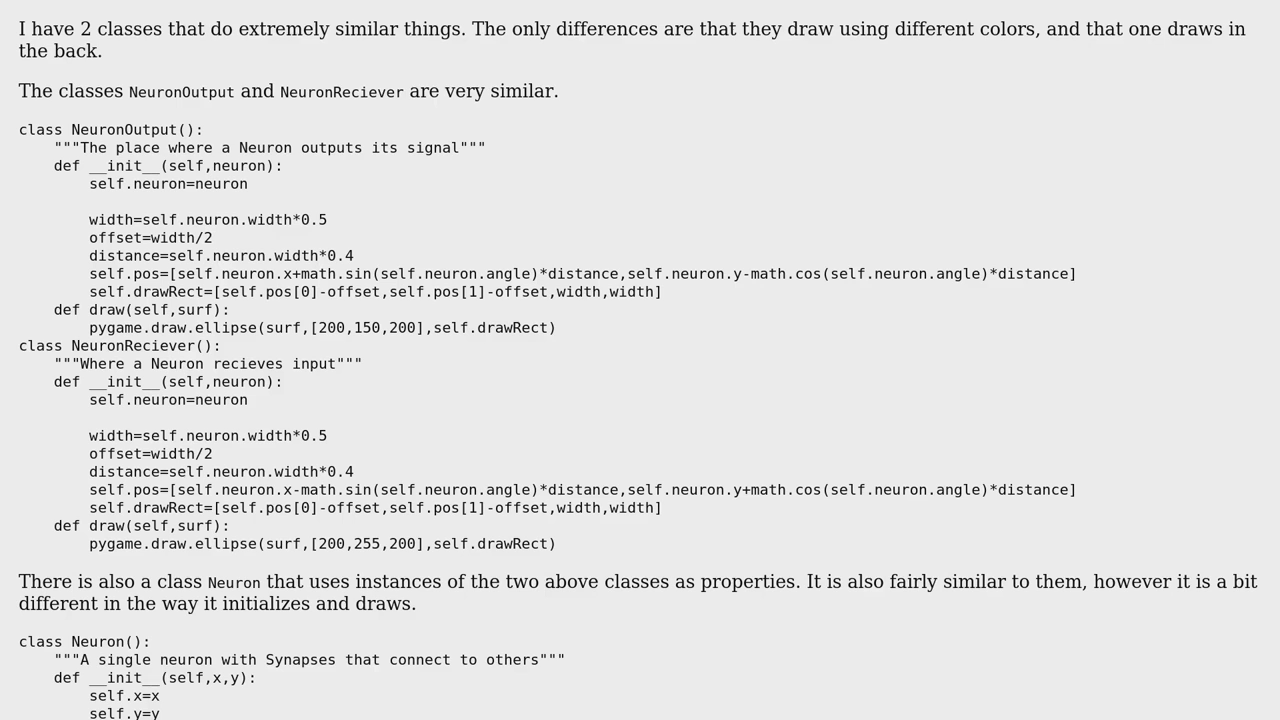 I have 2 classes that do extremely similar things. The only differences are that they draw using different colors, and that one draws in
the back.
The classes NeuronOutput and NeuronReciever are very similar.
class NeuronOutput():
    """The place where a Neuron outputs its signal"""
    def __init__(self,neuron):
        self.neuron=neuron

        width=self.neuron.width*0.5
        offset=width/2
        distance=self.neuron.width*0.4
        self.pos=[self.neuron.x+math.sin(self.neuron.angle)*distance,self.neuron.y-math.cos(self.neuron.angle)*distance]
        self.drawRect=[self.pos[0]-offset,self.pos[1]-offset,width,width]
    def draw(self,surf):
        pygame.draw.ellipse(surf,[200,150,200],self.drawRect)
class NeuronReciever():
    """Where a Neuron recieves input"""
    def __init__(self,neuron):
        self.neuron=neuron

        width=self.neuron.width*0.5
        offset=width/2
        distance=self.neuron.width*0.4
        self.pos=[self.neuron.x-math.sin(self.neuron.angle)*distance,self.neuron.y+math.cos(self.neuron.angle)*distance]
        self.drawRect=[self.pos[0]-offset,self.pos[1]-offset,width,width]
    def draw(self,surf):
        pygame.draw.ellipse(surf,[200,255,200],self.drawRect)
There is also a class Neuron that uses instances of the two above classes as properties. It is also fairly similar to them, however it is a bit
different in the way it initializes and draws.
class Neuron():
    """A single neuron with Synapses that connect to others"""
    def __init__(self,x,y):
        self.x=x
        self.y=y